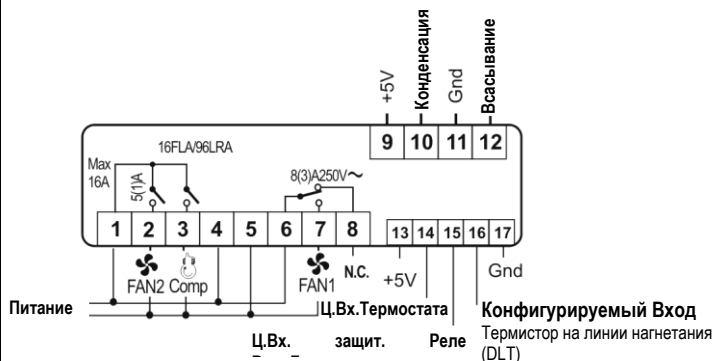 +5V
Конденсация
Gnd
Всасывание
9 10 11 12
16FLA/96LRA
Max
16A
5(1)A
8(3)A250V~
1 2 3 4 5 6 7 8
13 14 15 16 17
FAN2 Comp
FAN1
N.C.
+5V
Gnd
Питание
Ц.Вх.Термостата
Конфигурируемый Вход
Термистор на линии нагнетания
(DLT)
Ц.Вх. защит. Реле